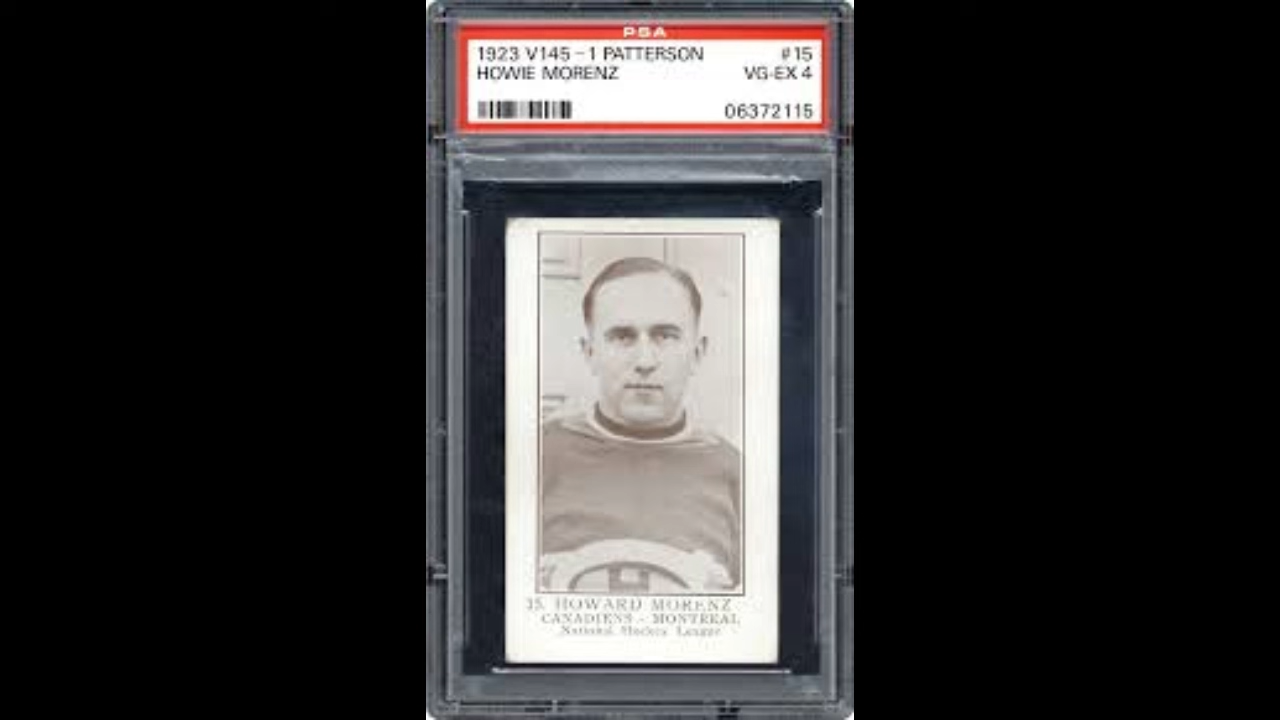 PSA
1923 V145-1 PATTERSON #15
HOWIE MORENZ VG-EX 4
06372115
15. HOWARD MORENZ
CANADIENS - MONTREAL
National Hockey League